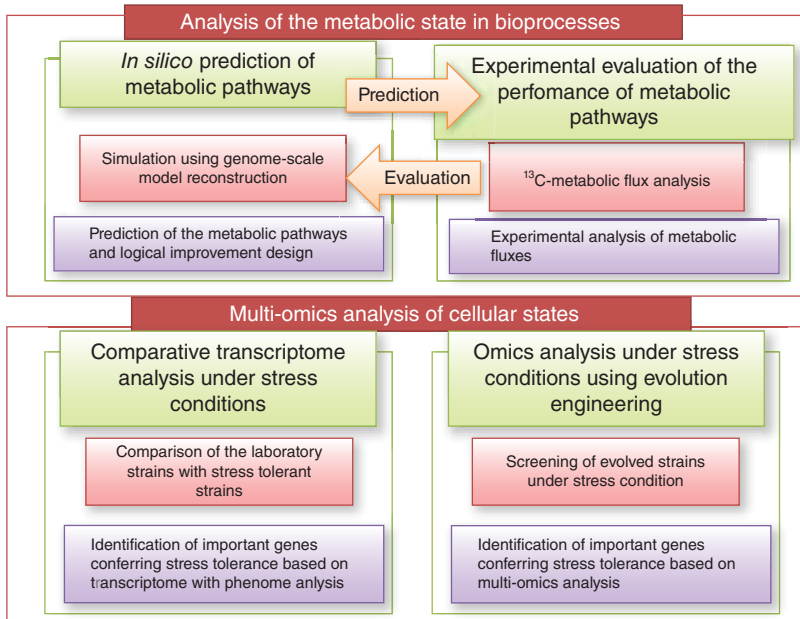 Analysis of the metabolic state in bioprocesses
In silico prediction of
metabolic pathways
Prediction
Experimental evaluation of the
perfomance of metabolic
pathways
Simulation using genome-scale
model reconstruction
Evaluation
¹³C-metabolic flux analysis
Prediction of the metabolic pathways
and logical improvement design
Experimental analysis of metabolic
fluxes
Multi-omics analysis of cellular states
Comparative transcriptome
analysis under stress
conditions
Omics analysis under stress
conditions using evolution
engineering
Comparison of the laboratory
strains with stress tolerant
strains
Screening of evolved strains
under stress condition
Identification of important genes
conferring stress tolerance based on
transcriptome with phenome anlysis
Identification of important genes
conferring stress tolerance based on
multi-omics analysis